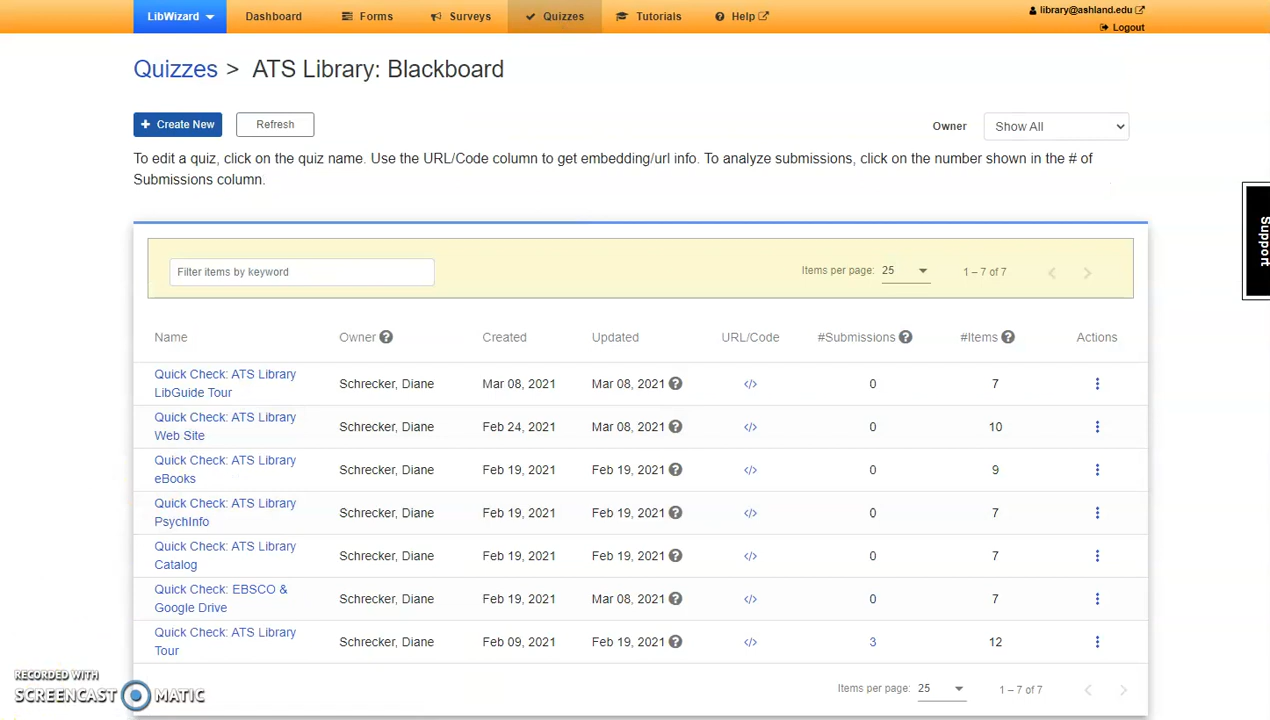 LibWizard Dashboard Forms Surveys Quizzes Tutorials Help library@ashland.edu
Logout
Quizzes > ATS Library: Blackboard
+ Create New Refresh Owner Show All
To edit a quiz, click on the quiz name. Use the URL/Code column to get embedding/url info. To analyze submissions, click on the number shown in the # of
Submissions column.
Support
Filter items by keyword Items per page: 25 1 – 7 of 7
Name Owner ? Created Updated URL/Code #Submissions ? #Items ? Actions
Quick Check: ATS Library
LibGuide Tour Schrecker, Diane Mar 08, 2021 Mar 08, 2021 ? </> 0 7
Quick Check: ATS Library
Web Site Schrecker, Diane Feb 24, 2021 Mar 08, 2021 ? </> 0 10
Quick Check: ATS Library
eBooks Schrecker, Diane Feb 19, 2021 Feb 19, 2021 ? </> 0 9
Quick Check: ATS Library
PsychInfo Schrecker, Diane Feb 19, 2021 Feb 19, 2021 ? </> 0 7
Quick Check: ATS Library
Catalog Schrecker, Diane Feb 19, 2021 Feb 19, 2021 ? </> 0 7
Quick Check: EBSCO &
Google Drive Schrecker, Diane Feb 19, 2021 Mar 08, 2021 ? </> 0 7
Quick Check: ATS Library
Tour Schrecker, Diane Feb 09, 2021 Feb 19, 2021 ? </> 3 12
Items per page: 25 1 – 7 of 7
RECORDED WITH
SCREENCAST MATIC